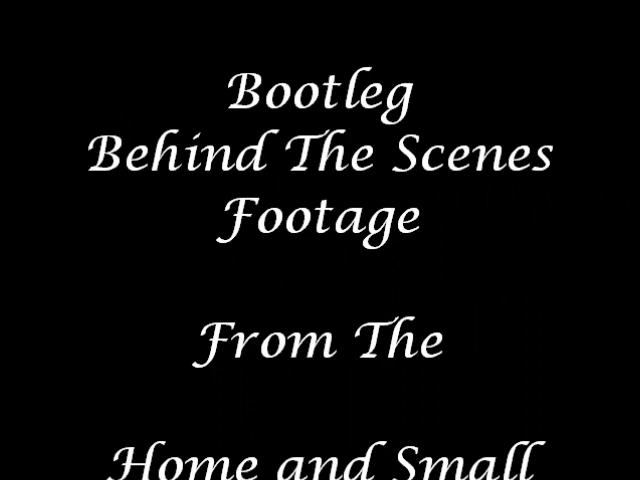 Bootleg
Behind The Scenes
Footage
From The
Home and Small